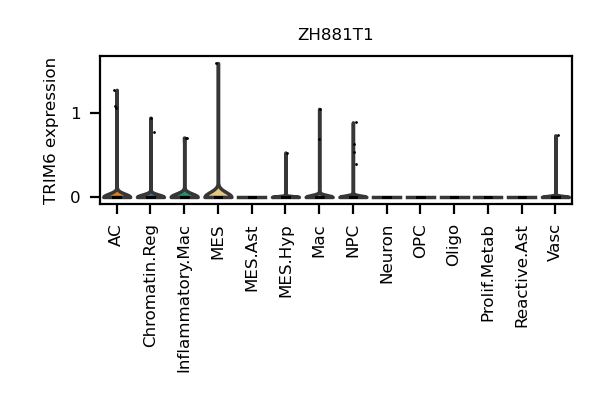 ZH881T1
TRIM6 expression
1
0
AC
Chromatin.Reg
Inflammatory.Mac
MES
MES.Ast
MES.Hyp
Mac
NPC
Neuron
OPC
Oligo
Prolif.Metab
Reactive.Ast
Vasc